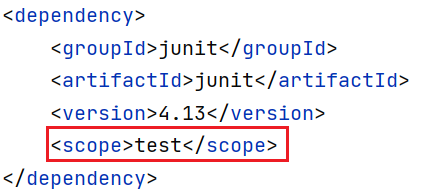 <dependency>
<groupId>junit</groupId>
<artifactId>junit</artifactId>
<version>4.13</version>
<scope>test</scope>
</dependency>